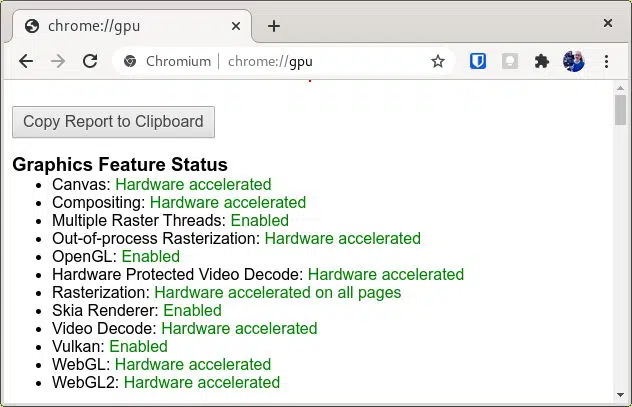 chrome://gpu
Chromium chrome://gpu
Copy Report to Clipboard
Graphics Feature Status
Canvas: Hardware accelerated
Compositing: Hardware accelerated
Multiple Raster Threads: Enabled
Out-of-process Rasterization: Hardware accelerated
OpenGL: Enabled
Hardware Protected Video Decode: Hardware accelerated
Rasterization: Hardware accelerated on all pages
Skia Renderer: Enabled
Video Decode: Hardware accelerated
Vulkan: Enabled
WebGL: Hardware accelerated
WebGL2: Hardware accelerated